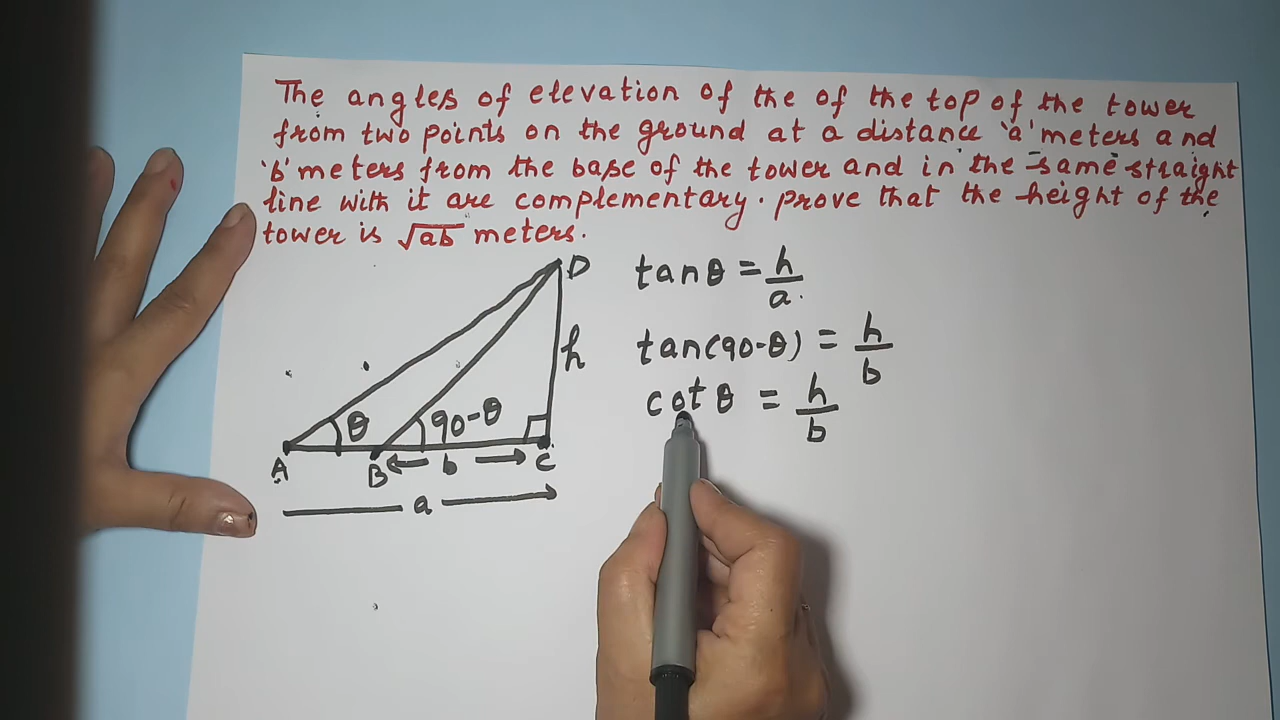 The angles of elevation of the of the top of the tower
from two points on the ground at a distance 'a' meters and
'b' meters from the base of the tower and in the same straight
line with it are complementary. prove that the height of the
tower is √ab meters.
D
h
θ
90-θ
A
B
b
C
a
tanθ = h/a.
tan(90-θ) = h/b
cotθ = h/b